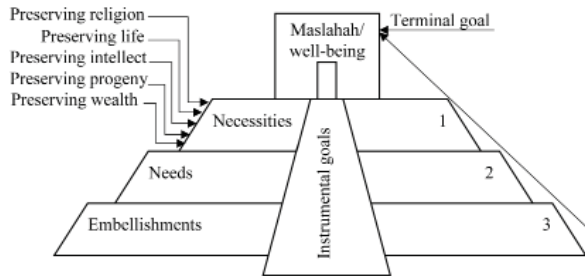 Preserving religion
Preserving life
Preserving intellect
Preserving progeny
Preserving wealth
Maslahah/
well-being
Terminal goal
Necessities
1
Needs
2
Embellishments
3
Instrumental goals